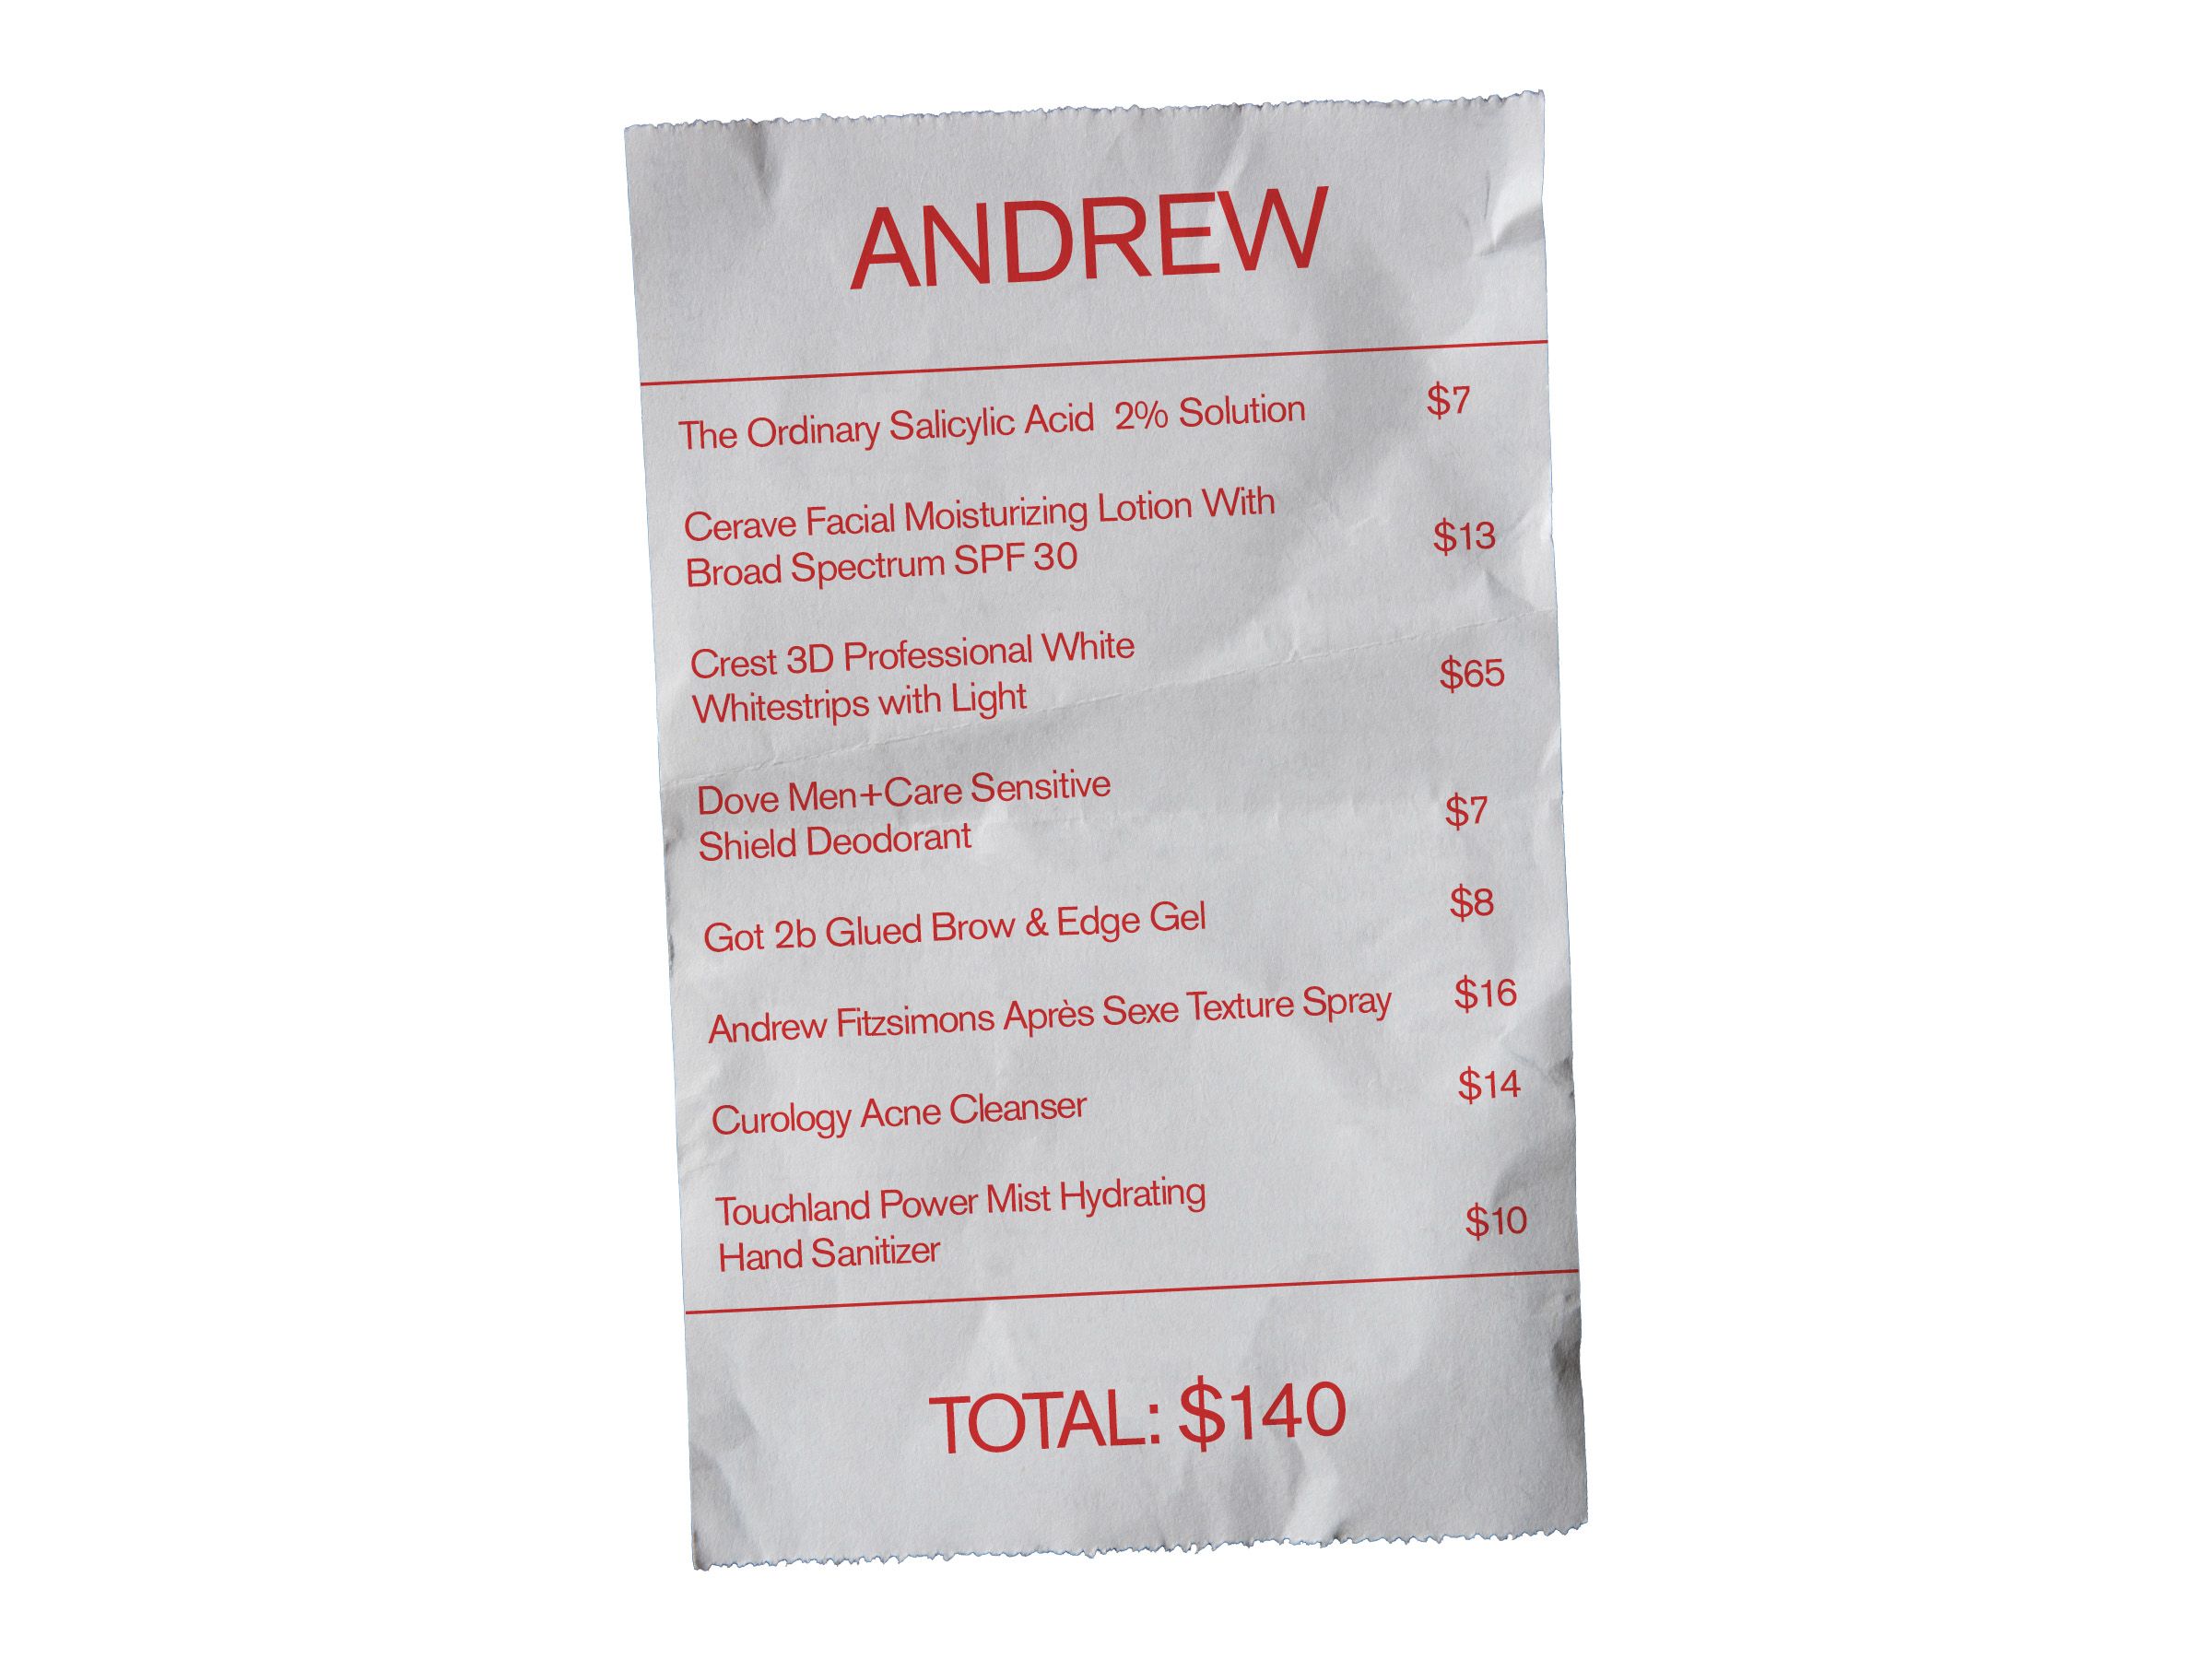 ANDREW
The Ordinary Salicylic Acid 2% Solution $7
Cerave Facial Moisturizing Lotion With
Broad Spectrum SPF 30 $13
Crest 3D Professional White
Whitestrips with Light $65
Dove Men+Care Sensitive
Shield Deodorant $7
Got 2b Glued Brow & Edge Gel $8
Andrew Fitzsimons Après Sexe Texture Spray $16
Curology Acne Cleanser $14
Touchland Power Mist Hydrating
Hand Sanitizer $10
TOTAL: $140